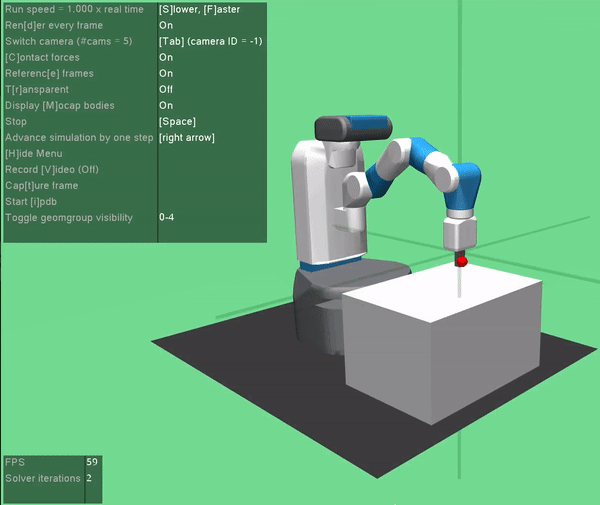 Run speed = 1.000 x real time [S]lower, [F]aster
Ren[d]er every frame On
Switch camera (#cams = 5) [Tab] (camera ID = -1)
[C]ontact forces On
Referenc[e] frames On
T[r]ansparent Off
Display [M]ocap bodies On
Stop [Space]
Advance simulation by one step [right arrow]
[H]ide Menu
Record [V]ideo (Off)
Cap[t]ure frame
Start [i]pdb
Toggle geomgroup visibility 0-4
FPS 59
Solver iterations 2